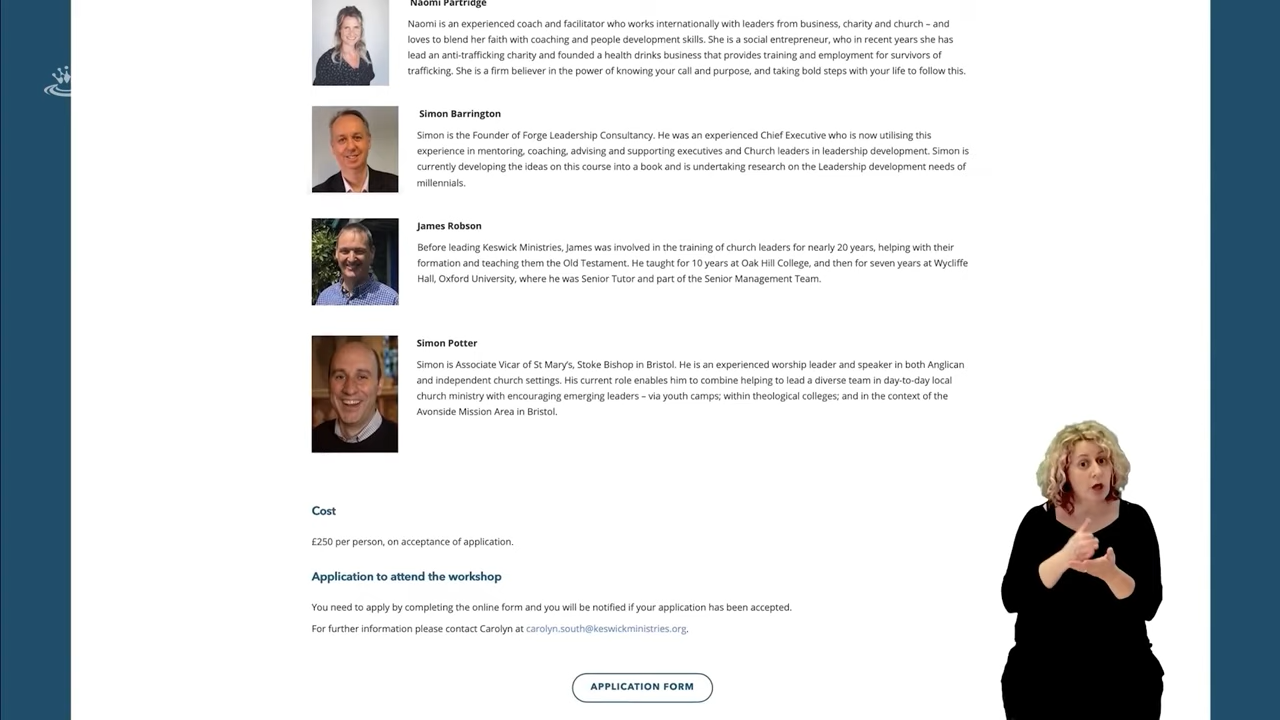 Naomi Partridge
Naomi is an experienced coach and facilitator who works internationally with leaders from business, charity and church – and
loves to blend her faith with coaching and people development skills. She is a social entrepreneur, who in recent years she has
lead an anti-trafficking charity and founded a health drinks business that provides training and employment for survivors of
trafficking. She is a firm believer in the power of knowing your call and purpose, and taking bold steps with your life to follow this.
Simon Barrington
Simon is the Founder of Forge Leadership Consultancy. He was an experienced Chief Executive who is now utilising this
experience in mentoring, coaching, advising and supporting executives and Church leaders in leadership development. Simon is
currently developing the ideas on this course into a book and is undertaking research on the Leadership development needs of
millennials.
James Robson
Before leading Keswick Ministries, James was involved in the training of church leaders for nearly 20 years, helping with their
formation and teaching them the Old Testament. He taught for 10 years at Oak Hill College, and then for seven years at Wycliffe
Hall, Oxford University, where he was Senior Tutor and part of the Senior Management Team.
Simon Potter
Simon is Associate Vicar of St Mary's, Stoke Bishop in Bristol. He is an experienced worship leader and speaker in both Anglican
and independent church settings. His current role enables him to combine helping to lead a diverse team in day-to-day local
church ministry with encouraging emerging leaders – via youth camps; within theological colleges; and in the context of the
Avonside Mission Area in Bristol.
Cost
£250 per person, on acceptance of application.
Application to attend the workshop
You need to apply by completing the online form and you will be notified if your application has been accepted.
For further information please contact Carolyn at carolyn.south@keswickministries.org.
APPLICATION FORM